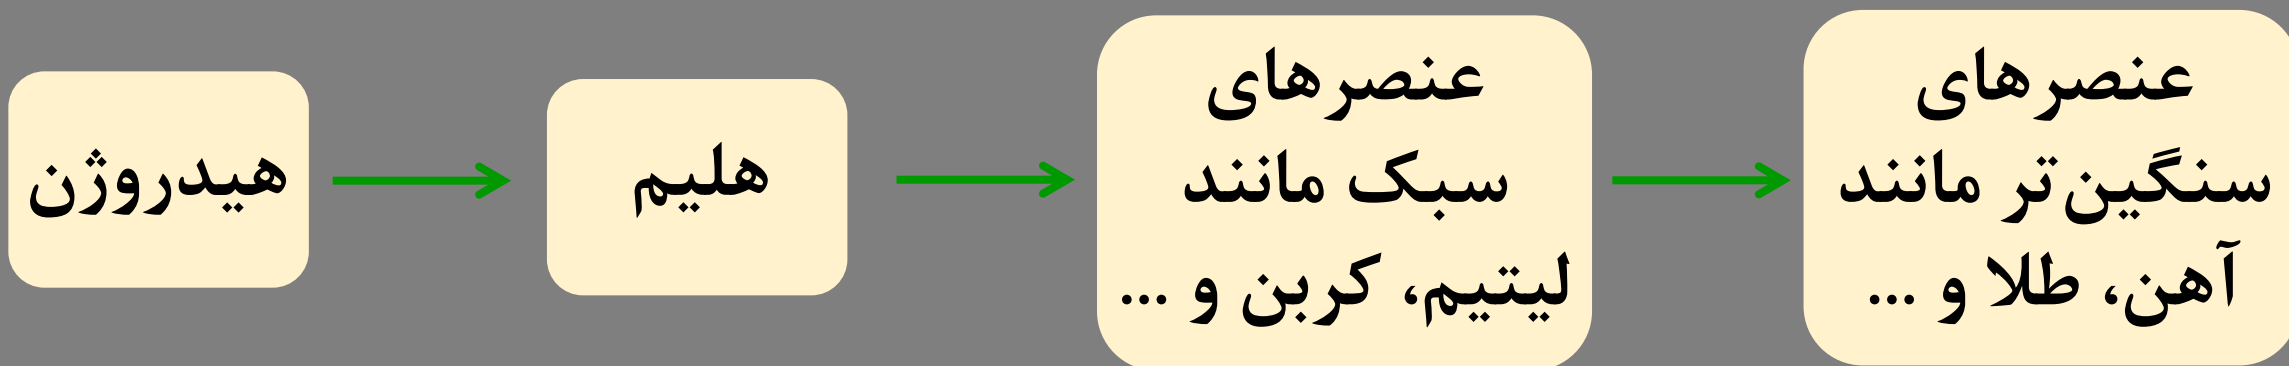 هیدروژن
هلیم
عنصرهای
سبک مانند
لیتیم، کربن و ...
عنصرهای
سنگین‌تر مانند
آهن، طلا و ...